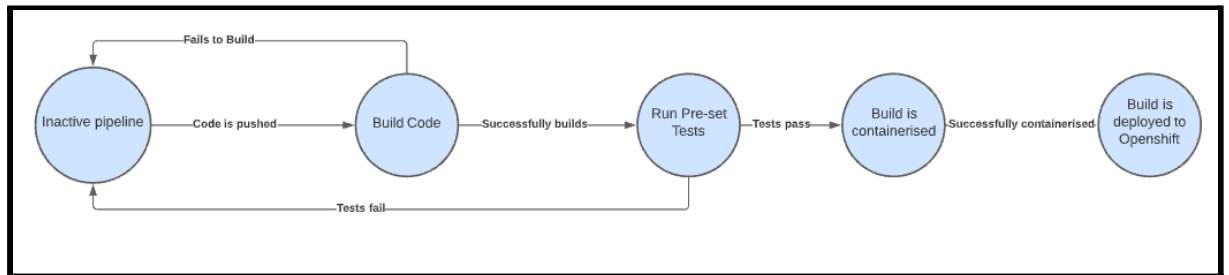 Fails to Build
Inactive pipeline
Code is pushed
Build Code
Successfully builds
Run Pre-set
Tests
Tests pass
Build is
containerised
Successfully containerised
Build is
deployed to
Openshift
Tests fail